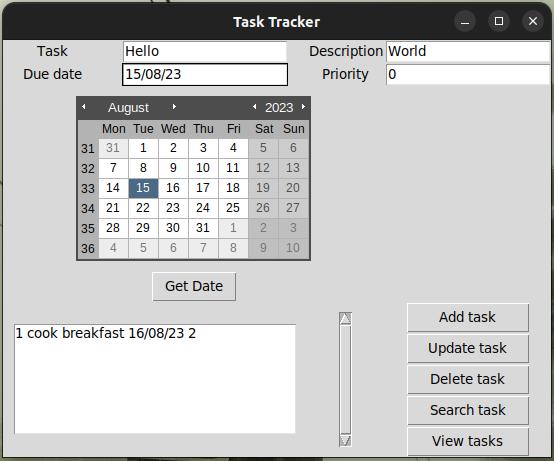 Task Tracker
Task Hello Description World
Due date 15/08/23 Priority 0
August 2023
Mon Tue Wed Thu Fri Sat Sun
31 31 1 2 3 4 5 6
32 7 8 9 10 11 12 13
33 14 15 16 17 18 19 20
34 21 22 23 24 25 26 27
35 28 29 30 31 1 2 3
36 4 5 6 7 8 9 10
Get Date
1 cook breakfast 16/08/23 2
Add task
Update task
Delete task
Search task
View tasks